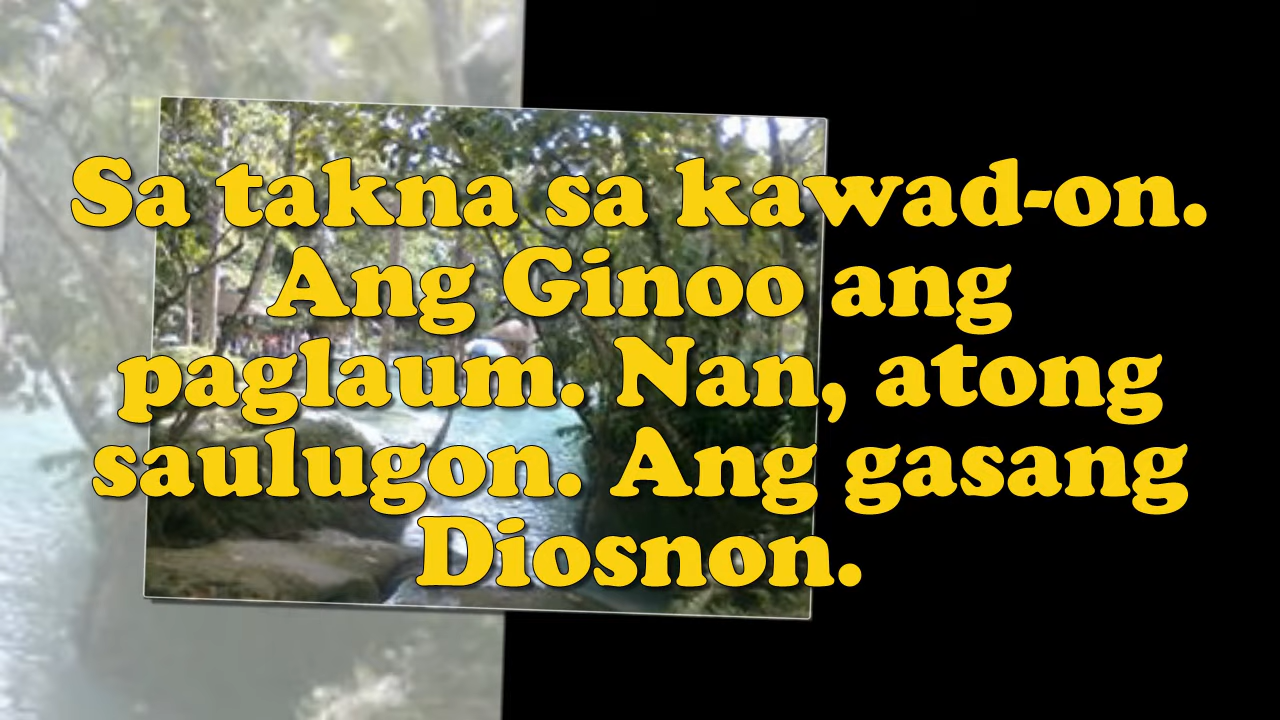 Sa takna sa kawad-on.
Ang Ginoo ang
paglaum. Nan, atong
saulugon. Ang gasang
Diosnon.